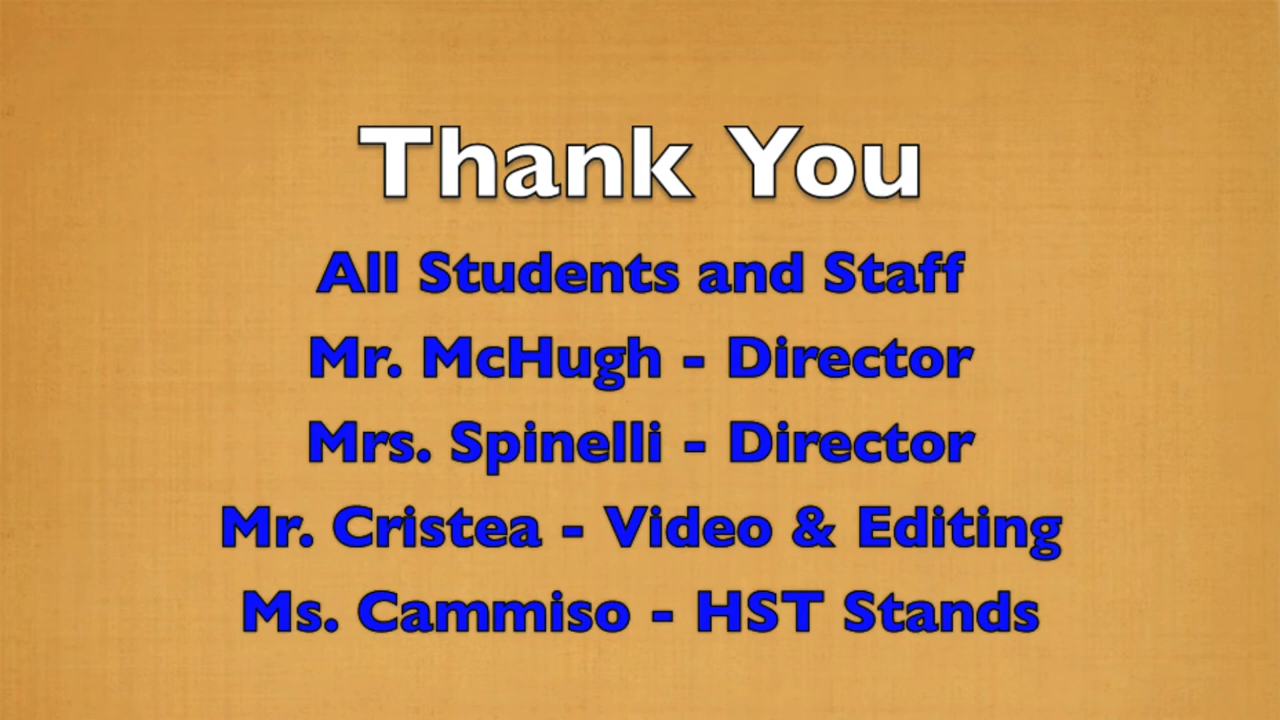 Thank You
All Students and Staff
Mr. McHugh - Director
Mrs. Spinelli - Director
Mr. Cristea - Video & Editing
Ms. Cammiso - HST Stands